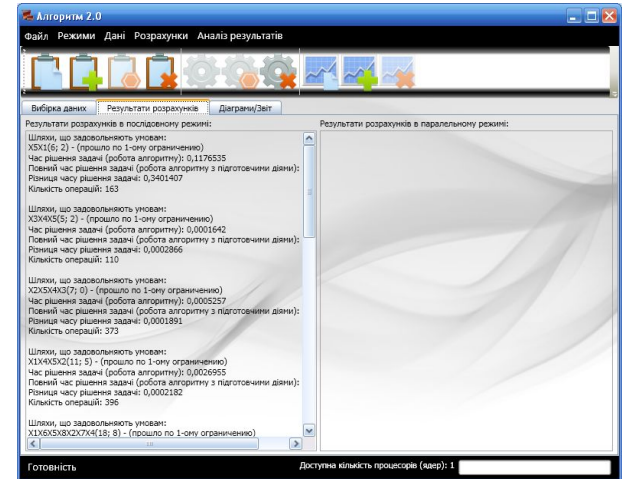 Алгоритм 2.0
Файл Режими Дані Розрахунки Аналіз результатів
Вибірка даних Результати розрахунків Діаграми/Звіт
Результати розрахунків в послідовному режимі:
Результати розрахунків в паралельному режимі:
Шляхи, що задовольняють умовам:
X5X1(6; 2) - (прошло по 1-ому ограничению)
Час рішення задачі (робота алгоритму): 0,1176535
Повний час рішення задачі (робота алгоритму з підготовчими діями):
Різниця часу рішення задачі: 0,3401407
Кількість операцій: 163
Шляхи, що задовольняють умовам:
X3X4X5(5; 2) - (прошло по 1-ому ограничению)
Час рішення задачі (робота алгоритму): 0,0001642
Повний час рішення задачі (робота алгоритму з підготовчими діями):
Різниця часу рішення задачі: 0,0002866
Кількість операцій: 110
Шляхи, що задовольняють умовам:
X2X5X4X3(7; 0) - (прошло по 1-ому ограничению)
Час рішення задачі (робота алгоритму): 0,0005257
Повний час рішення задачі (робота алгоритму з підготовчими діями):
Різниця часу рішення задачі: 0,0001891
Кількість операцій: 373
Шляхи, що задовольняють умовам:
X1X4X5X2(11; 5) - (прошло по 1-ому ограничению)
Час рішення задачі (робота алгоритму): 0,0026955
Повний час рішення задачі (робота алгоритму з підготовчими діями):
Різниця часу рішення задачі: 0,0002182
Кількість операцій: 396
Шляхи, що задовольняють умовам:
X1X6X5X8X2X7X4(18; 8) - (прошло по 1-ому ограничению)
Готовність
Доступна кількість процесорів (ядер): 1